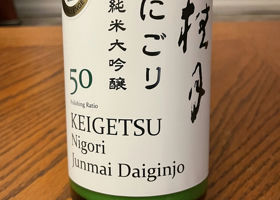 桂月
にごり
純米大吟醸
50
Polishing Ratio
KEIGETSU
Nigori
Junmai Daiginjo